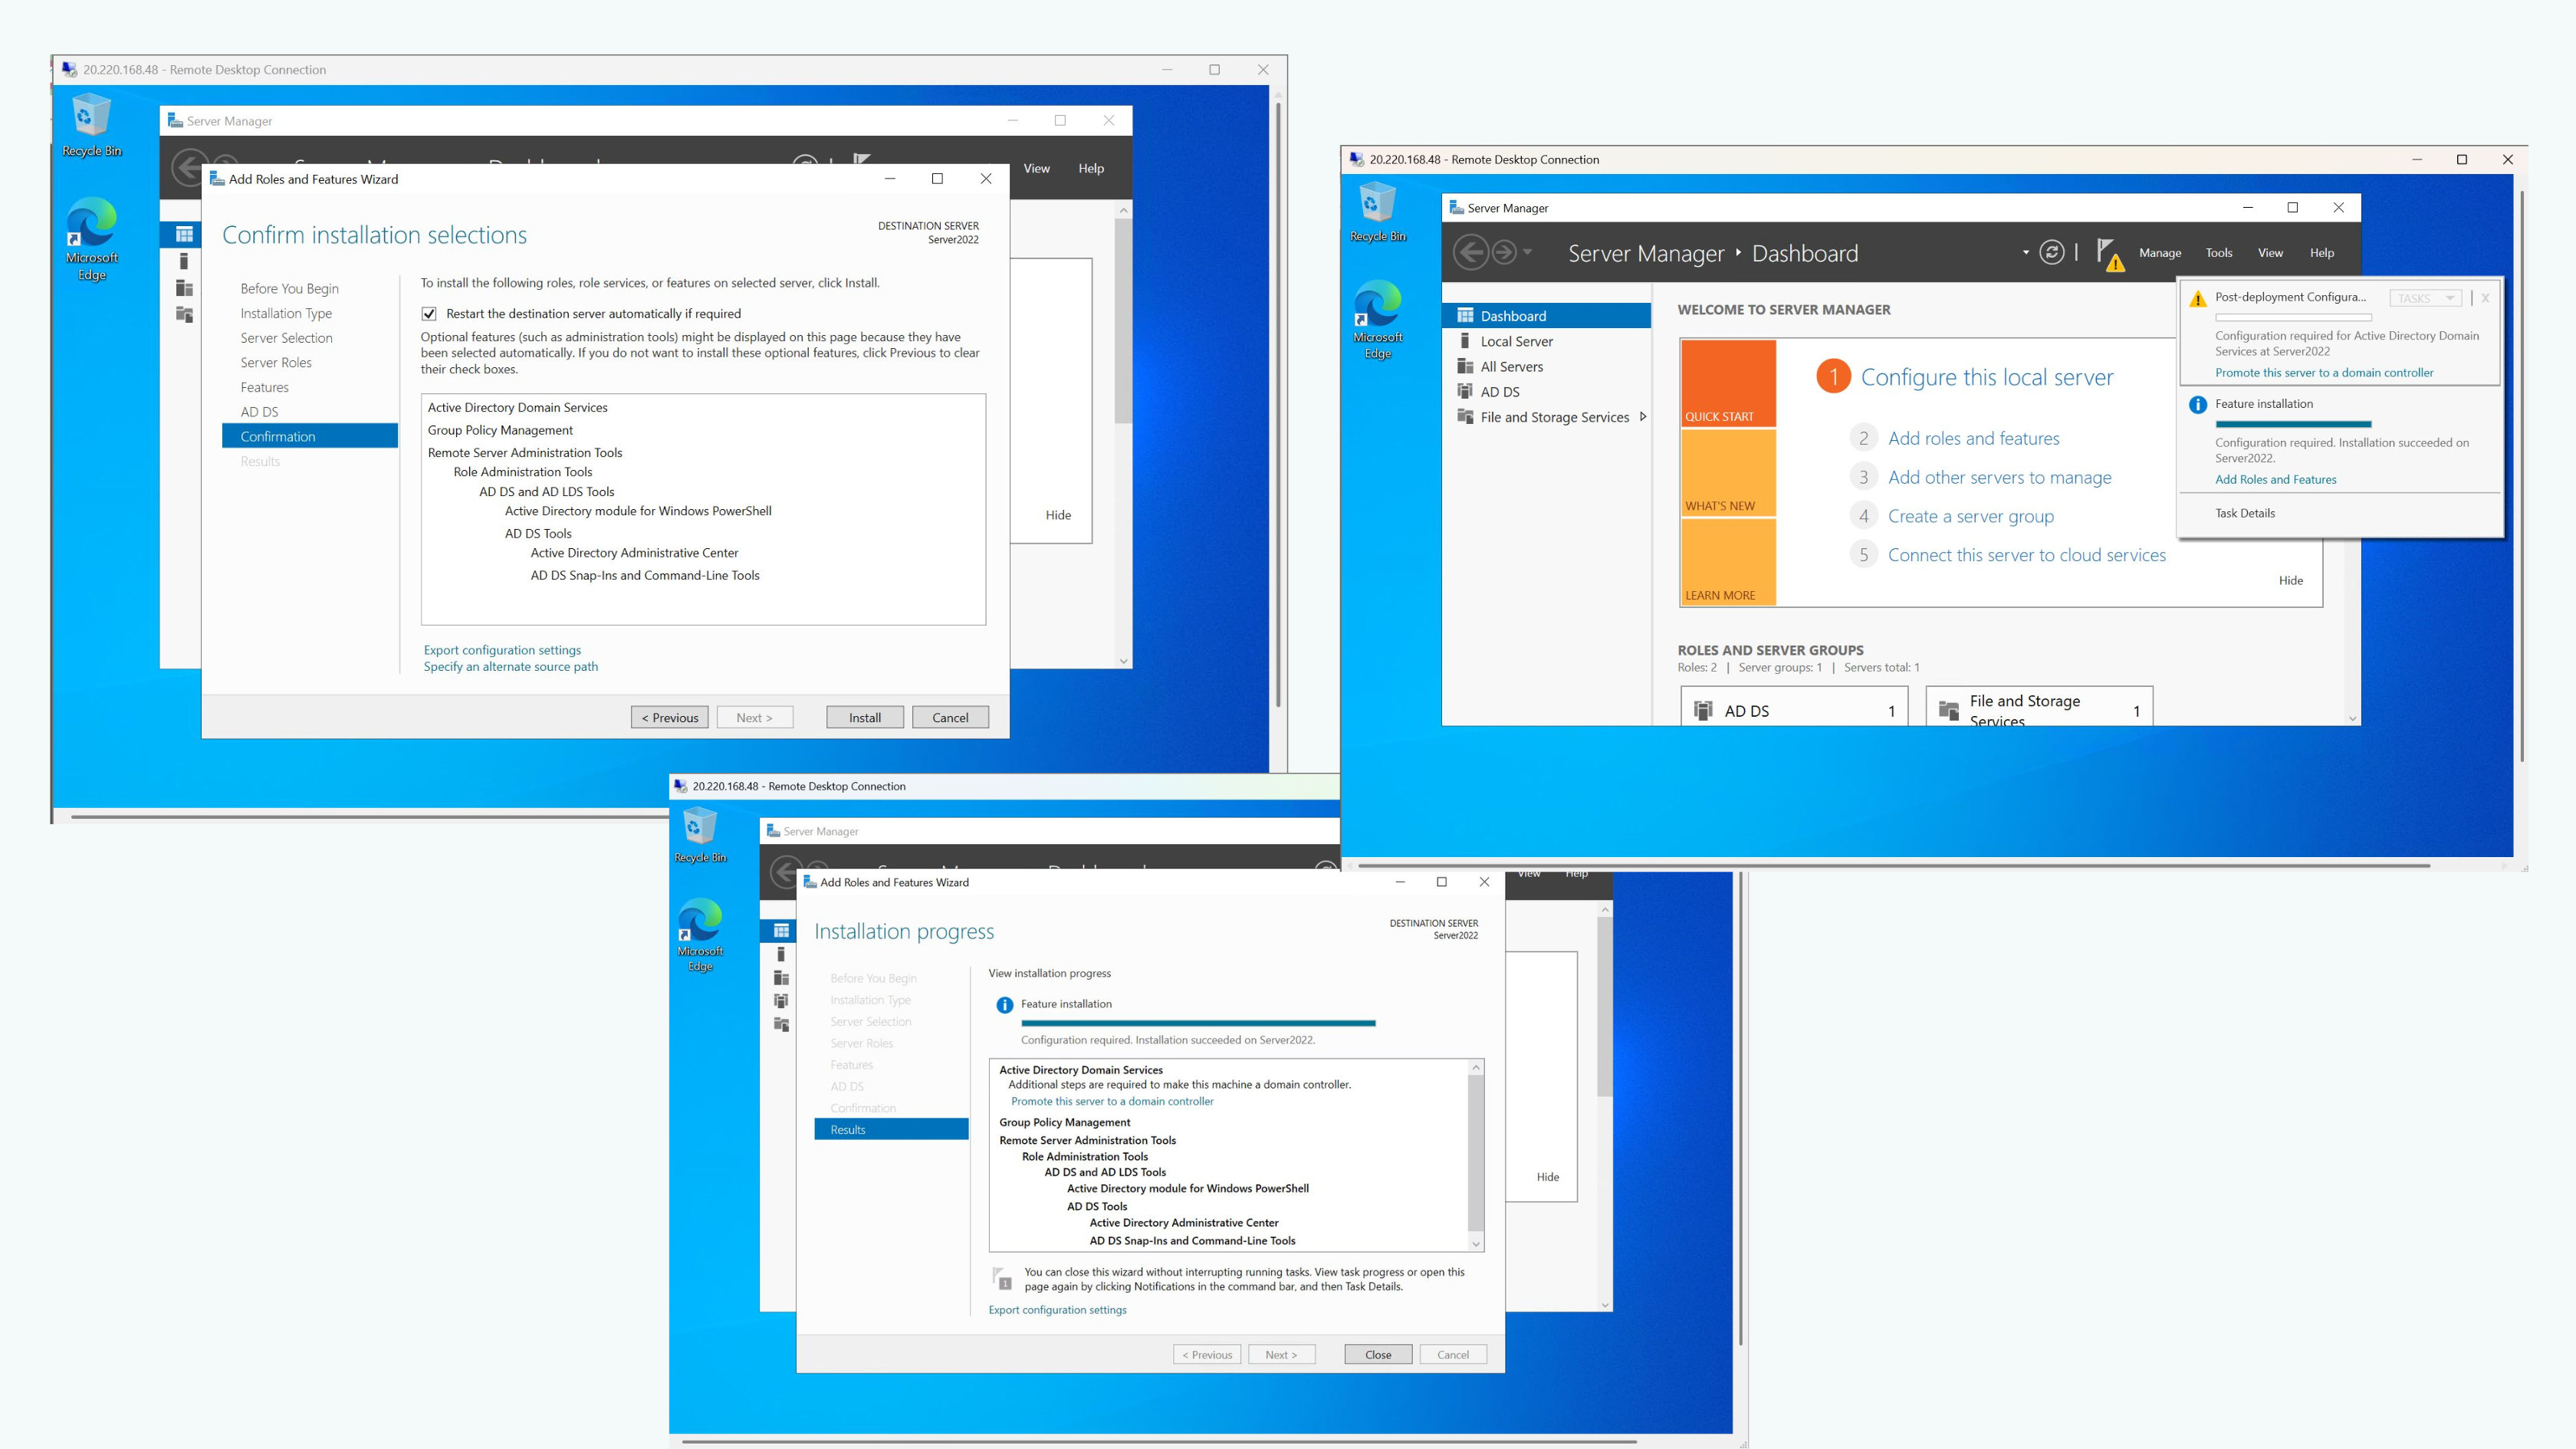 20.220.168.48 - Remote Desktop Connection
Recycle Bin
Microsoft
Edge
Server Manager
View
Help
Add Roles and Features Wizard
Confirm installation selections
DESTINATION SERVER
Server2022
Before You Begin
Installation Type
Server Selection
Server Roles
Features
AD DS
Confirmation
Results
To install the following roles, role services, or features on selected server, click Install.
Restart the destination server automatically if required
Optional features (such as administration tools) might be displayed on this page because they have
been selected automatically. If you do not want to install these optional features, click Previous to clear
their check boxes.
Active Directory Domain Services
Group Policy Management
Remote Server Administration Tools
Role Administration Tools
AD DS and AD LDS Tools
Active Directory module for Windows PowerShell
AD DS Tools
Active Directory Administrative Center
AD DS Snap-Ins and Command-Line Tools
Export configuration settings
Specify an alternate source path
Hide
< Previous
Next >
Install
Cancel
20.220.168.48 - Remote Desktop Connection
Recycle Bin
Microsoft
Edge
Server Manager
Server Manager • Dashboard
Manage
Tools
View
Help
Dashboard
Local Server
All Servers
AD DS
File and Storage Services
WELCOME TO SERVER MANAGER
QUICK START
WHAT'S NEW
LEARN MORE
1 Configure this local server
2 Add roles and features
3 Add other servers to manage
4 Create a server group
5 Connect this server to cloud services
Hide
Post-deployment Configura...
TASKS
X
Configuration required for Active Directory Domain
Services at Server2022
Promote this server to a domain controller
Feature installation
Configuration required. Installation succeeded on
Server2022.
Add Roles and Features
Task Details
ROLES AND SERVER GROUPS
Roles: 2 | Server groups: 1 | Servers total: 1
AD DS 1
File and Storage
Services
1
20.220.168.48 - Remote Desktop Connection
Recycle Bin
Microsoft
Edge
Server Manager
View
Help
Add Roles and Features Wizard
Installation progress
DESTINATION SERVER
Server2022
Before You Begin
Installation Type
Server Selection
Server Roles
Features
AD DS
Confirmation
Results
View installation progress
Feature installation
Configuration required. Installation succeeded on Server2022.
Active Directory Domain Services
Additional steps are required to make this machine a domain controller.
Promote this server to a domain controller
Group Policy Management
Remote Server Administration Tools
Role Administration Tools
AD DS and AD LDS Tools
Active Directory module for Windows PowerShell
AD DS Tools
Active Directory Administrative Center
AD DS Snap-Ins and Command-Line Tools
1
You can close this wizard without interrupting running tasks. View task progress or open this
page again by clicking Notifications in the command bar, and then Task Details.
Export configuration settings
Hide
< Previous
Next >
Close
Cancel